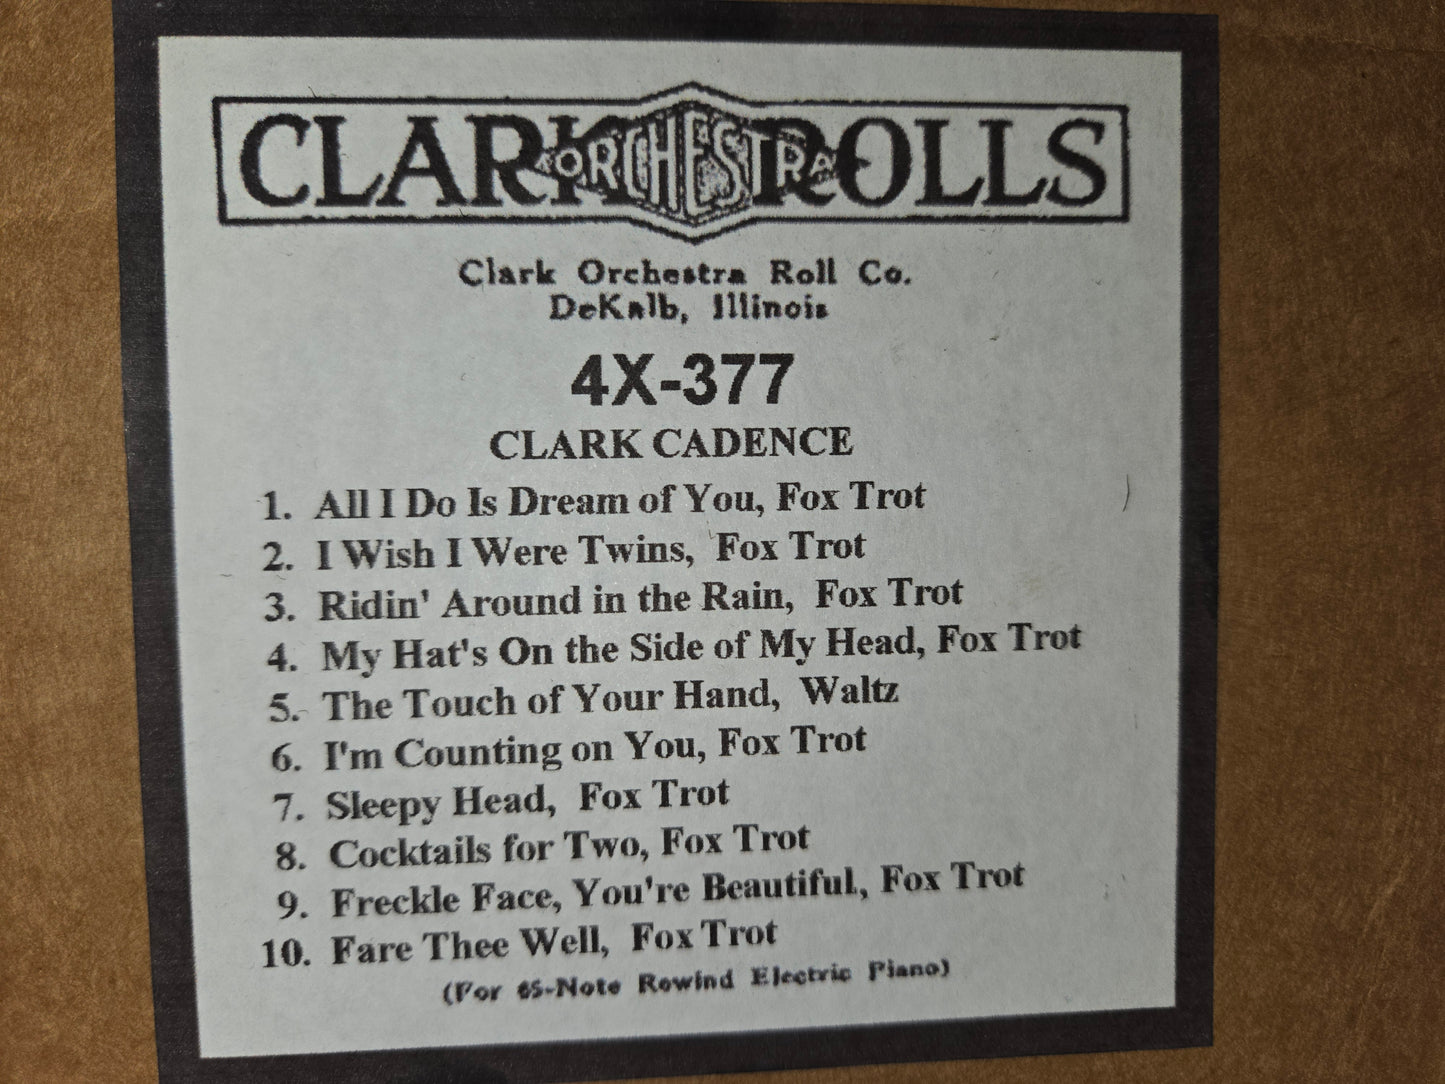 CLARK ORCHESTRA ROLLS
Clark Orchestra Roll Co.
DeKalb, Illinois
4X-377
CLARK CADENCE
1. All I Do Is Dream of You, Fox Trot
2. I Wish I Were Twins, Fox Trot
3. Ridin' Around in the Rain, Fox Trot
4. My Hat's On the Side of My Head, Fox Trot
5. The Touch of Your Hand, Waltz
6. I'm Counting on You, Fox Trot
7. Sleepy Head, Fox Trot
8. Cocktails for Two, Fox Trot
9. Freckle Face, You're Beautiful, Fox Trot
10. Fare Thee Well, Fox Trot
(For 65-Note Rewind Electric Piano)